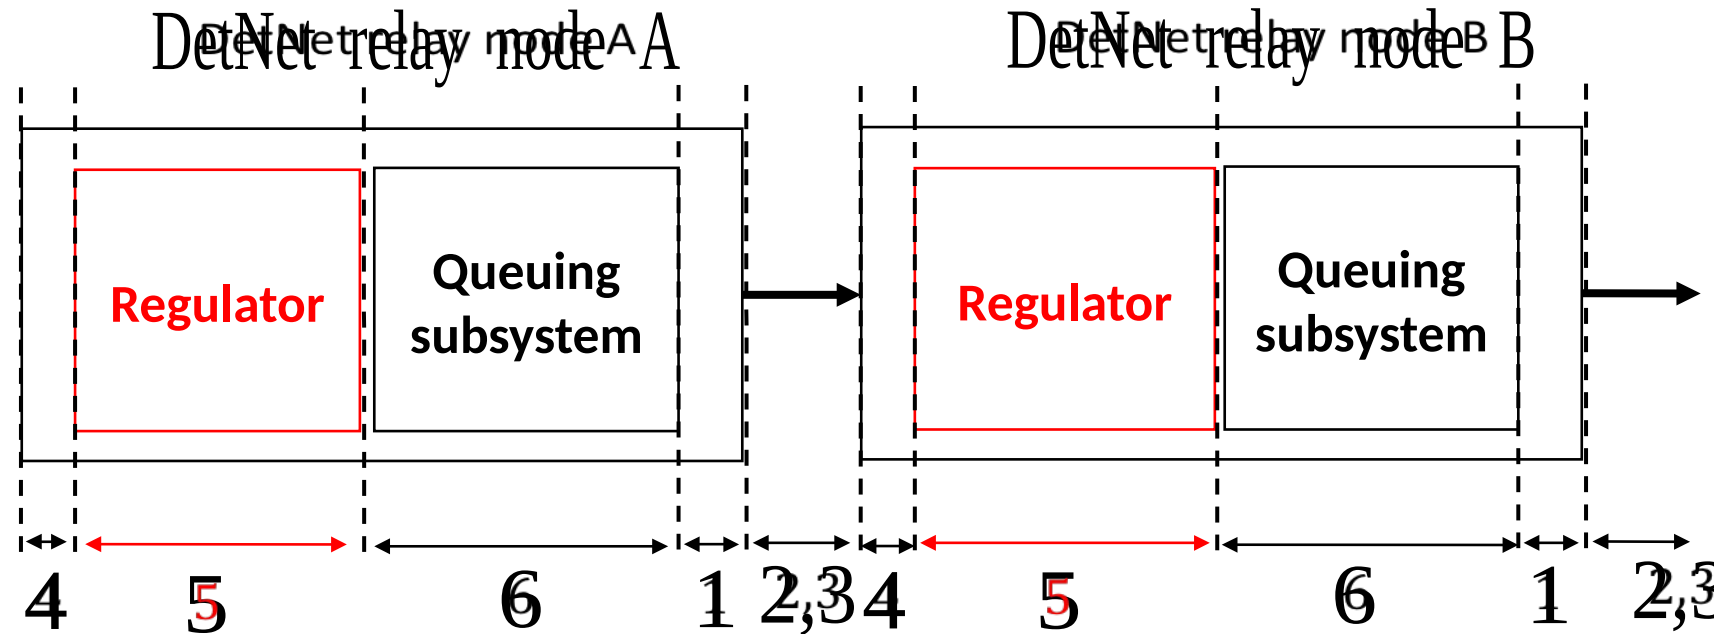 DetNet relay node A
DetNet relay node B
Regulator
Queuing
subsystem
Regulator
Queuing
subsystem
4 5 6 1 2,3 4 5 6 1 2,3